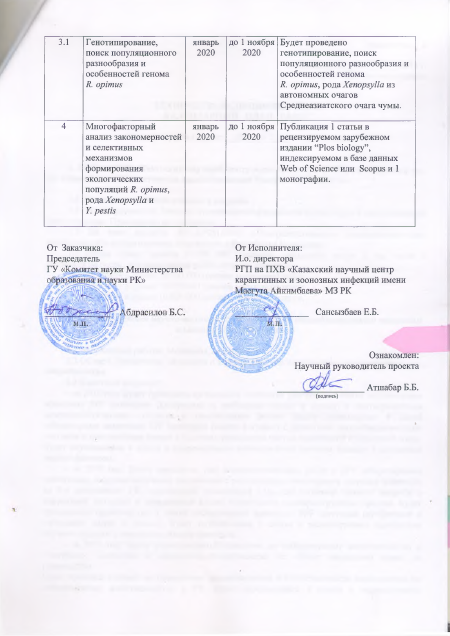 3.1
Генотипирование,
поиск популяционного
разнообразия и
особенностей генома
R. opimus
январь
2020
до 1 ноября
2020
Будет проведено
генотипирование, поиск
популяционного разнообразия и
особенностей генома
R. opimus, рода Xenopsylla из
автономных очагов
Среднеазиатского очага чумы.
4
Многофакторный
анализ закономерностей
и селективных
механизмов
формирования
экологических
популяций R. opimus,
рода Xenopsylla и
Y. pestis
январь
2020
до 1 ноября
2020
Публикация 1 статьи в
рецензируемом зарубежном
издании “Plos biology”,
индексируемом в базе данных
Web of Science или Scopus и 1
монографии.
От Заказчика:
Председатель
ГУ «Комитет науки Министерства
образования и науки РК»
Абдрасилов Б.С.
М.П.
От Исполнителя:
И.о. директора
РГП на ПХВ «Казахский научный центр
карантинных и зоонозных инфекций имени
Масгута Айкимбаева» МЗ РК
Сансызбаев Е.Б.
М.П.
Ознакомлен:
Научный руководитель проекта
Атшабар Б.Б.
(подпись)